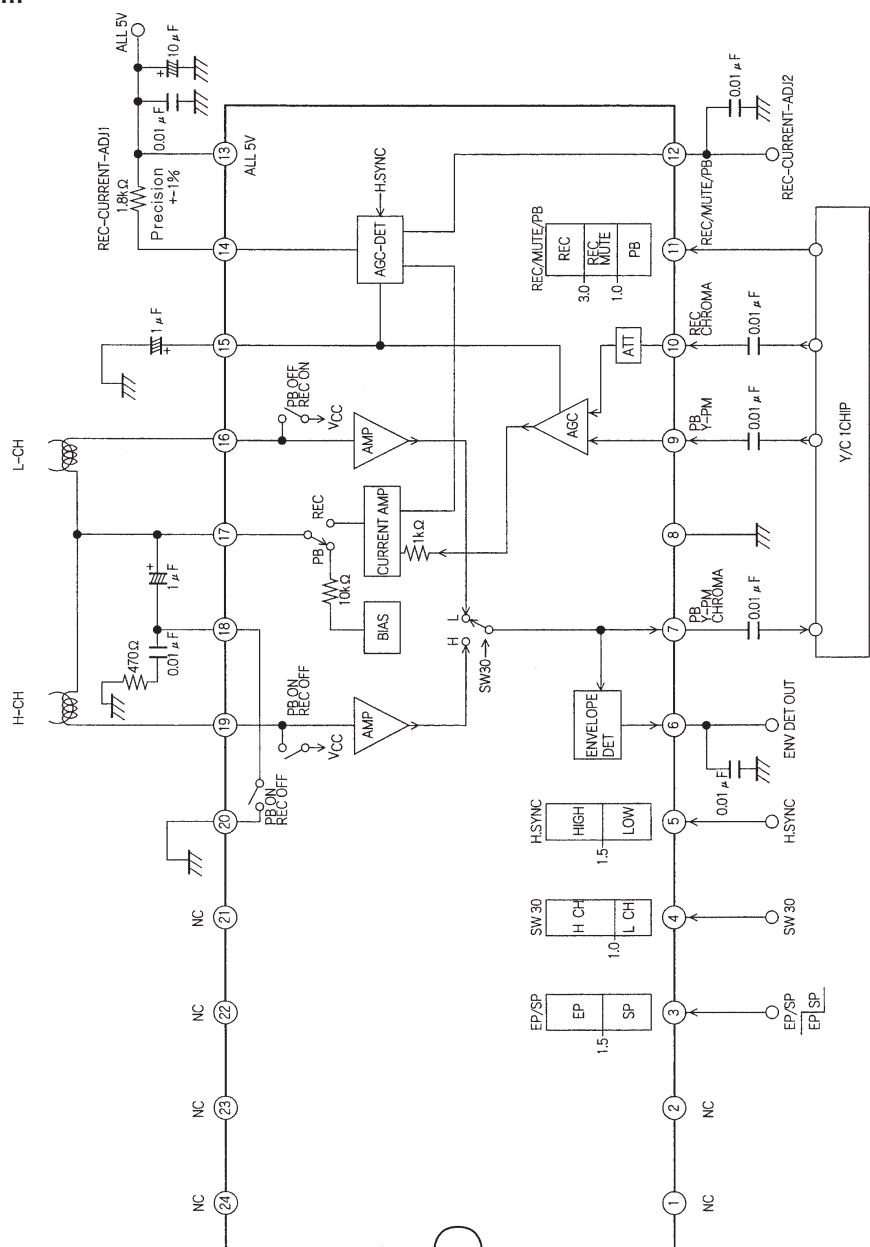 ALL 5V
10μF
0.01 μF
REC-CURRENT-ADJ1
1.8kΩ
Precision
+-1%
1μF
L-CH
1μF
470Ω
0.01 μF
H-CH
24
23
22
21
20
19
18
17
16
15
14
13
NC
NC
NC
NC
ALL 5V
PB ON
REC OFF
PB ON
REC OFF
VCC
PB OFF
REC ON
VCC
AMP
AMP
BIAS
10kΩ
PB
REC
CURRENT AMP
1kΩ
AGC-DET
H.SYNC
H
L
SW30
AGC
ATT
ENVELOPE
DET
EP/SP
EP
1.5
SP
SW 30
H CH
1.0
L CH
H.SYNC
HIGH
1.5
LOW
REC/MUTE/PB
REC
3.0
REC
MUTE
1.0
PB
1
2
3
4
5
6
7
8
9
10
11
12
NC
NC
EP/SP
EP
SP
SW 30
H.SYNC
0.01 μF
ENV DET OUT
PB
Y-PM
CHROMA
0.01 μF
PB
Y-PM
0.01 μF
REC
CHROMA
0.01 μF
REC/MUTE/PB
0.01 μF
REC-CURRENT-ADJ2
Y/C 1CHIP